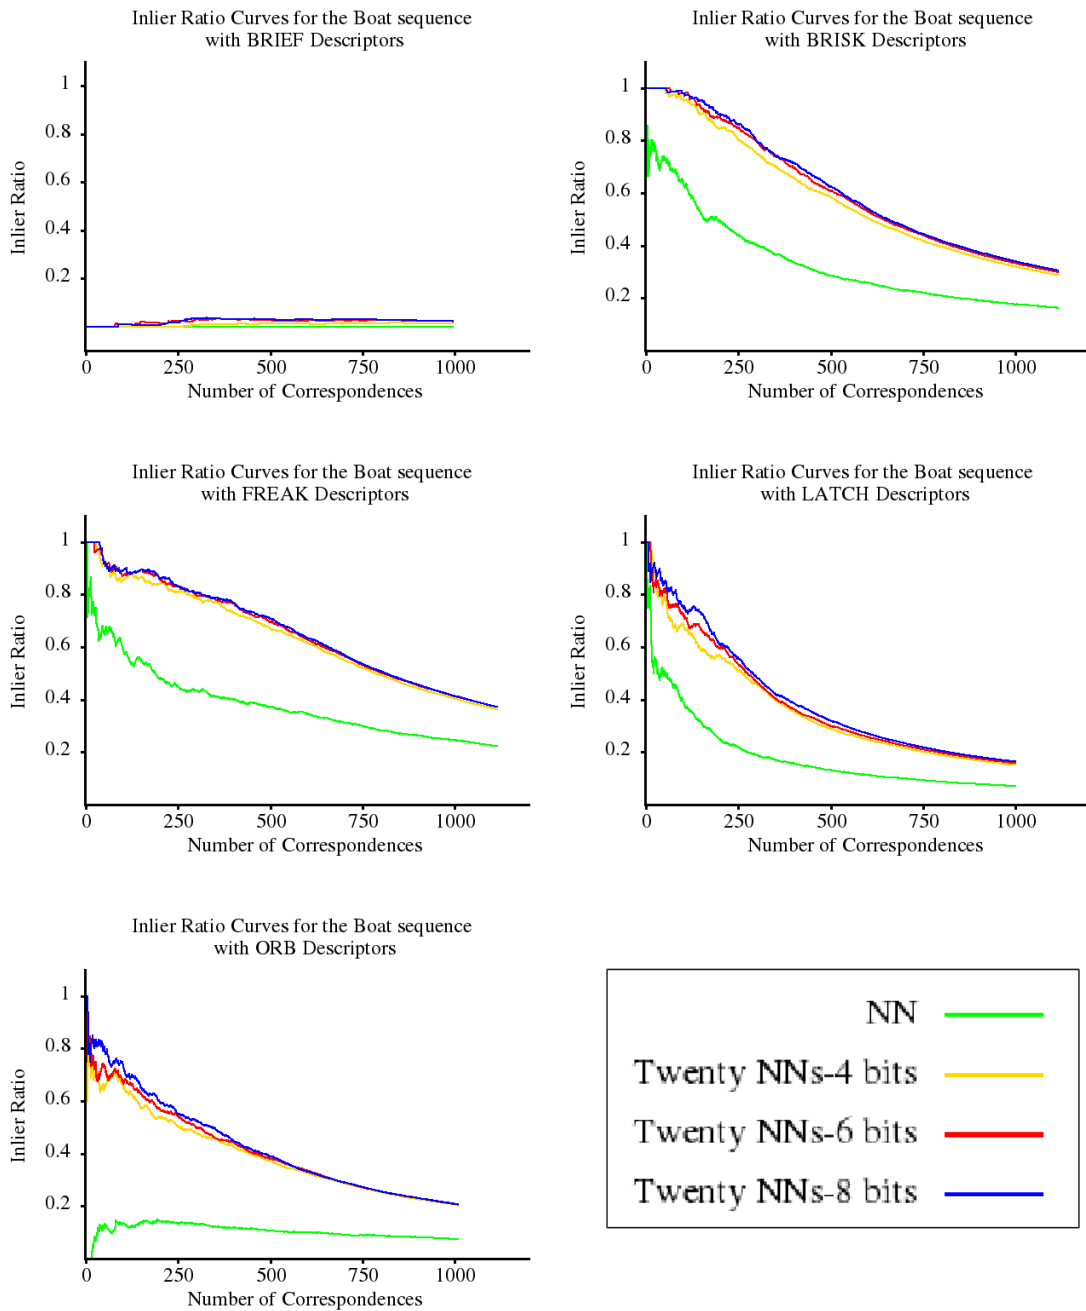 Inlier Ratio Curves for the Boat sequence
with BRIEF Descriptors
1
0.8
0.6
0.4
0.2
Inlier Ratio
0 250 500 750 1000
Number of Correspondences
Inlier Ratio Curves for the Boat sequence
with BRISK Descriptors
1
0.8
0.6
0.4
0.2
Inlier Ratio
0 250 500 750 1000
Number of Correspondences
Inlier Ratio Curves for the Boat sequence
with FREAK Descriptors
1
0.8
0.6
0.4
0.2
Inlier Ratio
0 250 500 750 1000
Number of Correspondences
Inlier Ratio Curves for the Boat sequence
with LATCH Descriptors
1
0.8
0.6
0.4
0.2
Inlier Ratio
0 250 500 750 1000
Number of Correspondences
Inlier Ratio Curves for the Boat sequence
with ORB Descriptors
1
0.8
0.6
0.4
0.2
Inlier Ratio
0 250 500 750 1000
Number of Correspondences
NN
Twenty NNs-4 bits
Twenty NNs-6 bits
Twenty NNs-8 bits